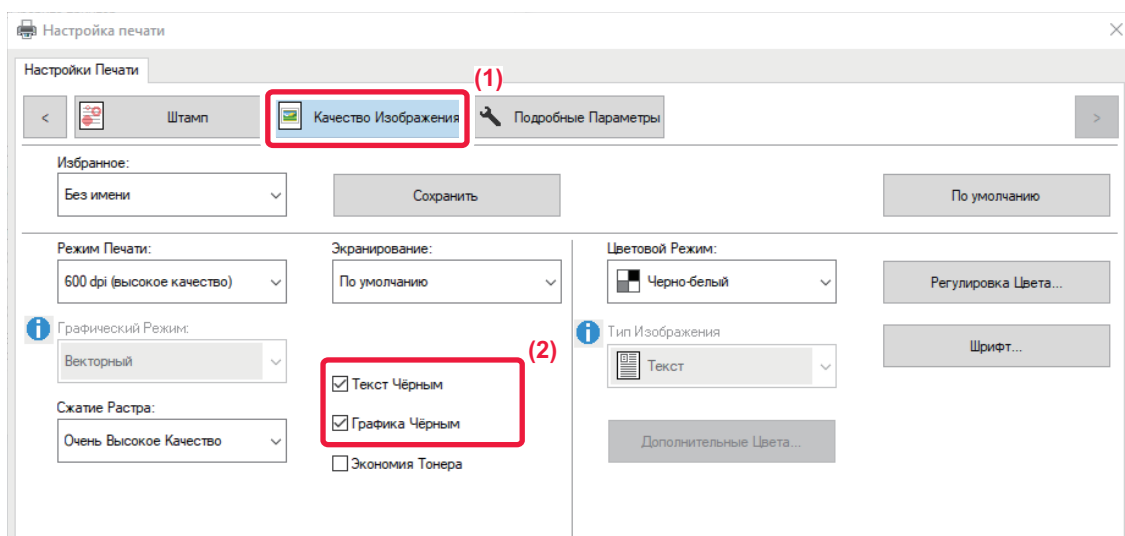 Настройка печати
Настройки Печати
(1)
<
Штамп
Качество Изображения
Подробные Параметры
>
Избранное:
Без имени
Сохранить
По умолчанию
Режим Печати:
Экранирование:
Цветовой Режим:
600 dpi (высокое качество)
По умолчанию
Черно-белый
Регулировка Цвета...
Графический Режим:
Тип Изображения
(2)
Векторный
Текст
Шрифт...
Текст Чёрным
Сжатие Растра:
Графика Чёрным
Очень Высокое Качество
Дополнительные Цвета...
Экономия Тонера